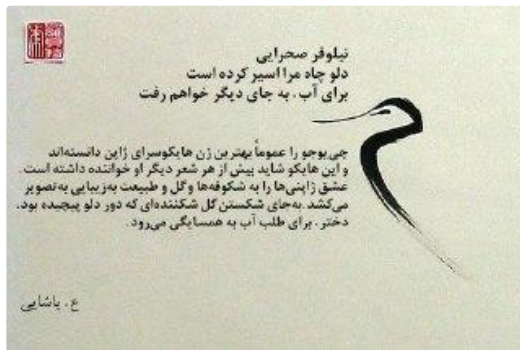 نیلوفر صحرایی
دلو چاه مرا اسیر کرده است
برای آب، به جای دیگر خواهم رفت
چی‌یوجو را عموماً بهترین زن هایکوسرای ژاپن دانسته‌اند
و این هایکو شاید بیش از هر شعر دیگر او خواننده داشته است.
عشق ژاپنی‌ها را به شکوفه‌ها و گل و طبیعت به‌زیبایی به‌تصویر
می‌کشد. به‌جای شکستن گل شکننده‌ای که دور دلو پیچیده بود،
دختر، برای طلب آب به همسایگی می‌رود.
ع. پاشایی